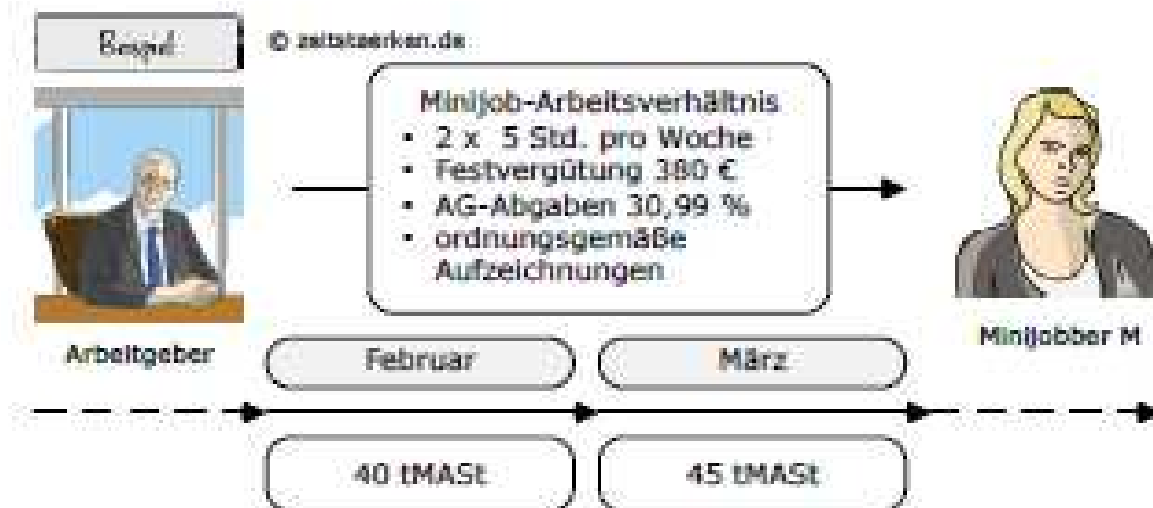 Beispiel
© zeitstaerken.de
Minijob-Arbeitsverhältnis
• 2 x 5 Std. pro Woche
• Festvergütung 380 €
• AG-Abgaben 30,99 %
• ordnungsgemäße
Aufzeichnungen
Arbeitgeber
Minijobber M
Februar
März
40 tMASt
45 tMASt